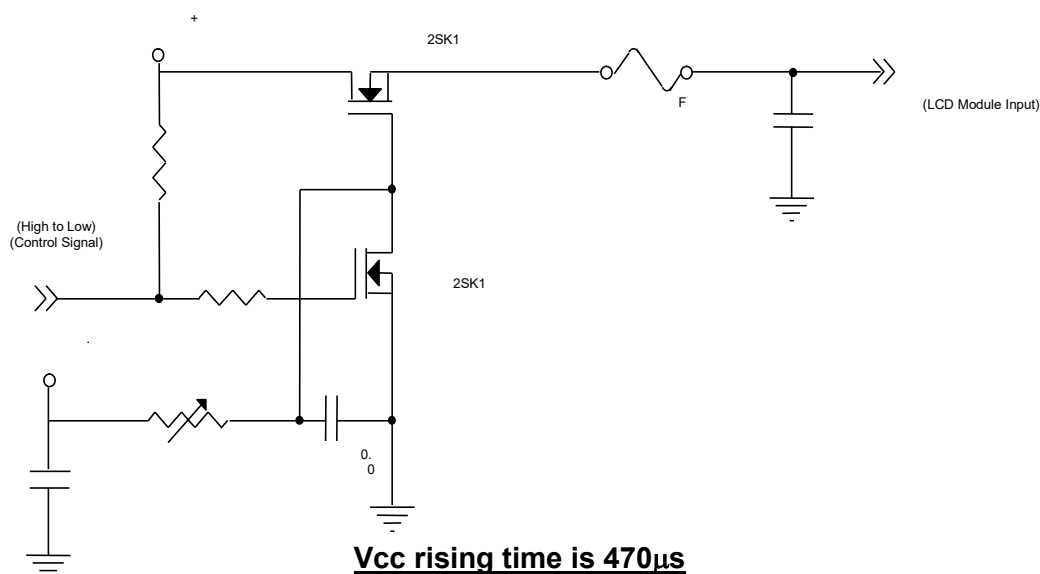 +
2SK1
F
(LCD Module Input)
(High to Low)
(Control Signal)
2SK1
.
0.
0
Vcc rising time is 470μs